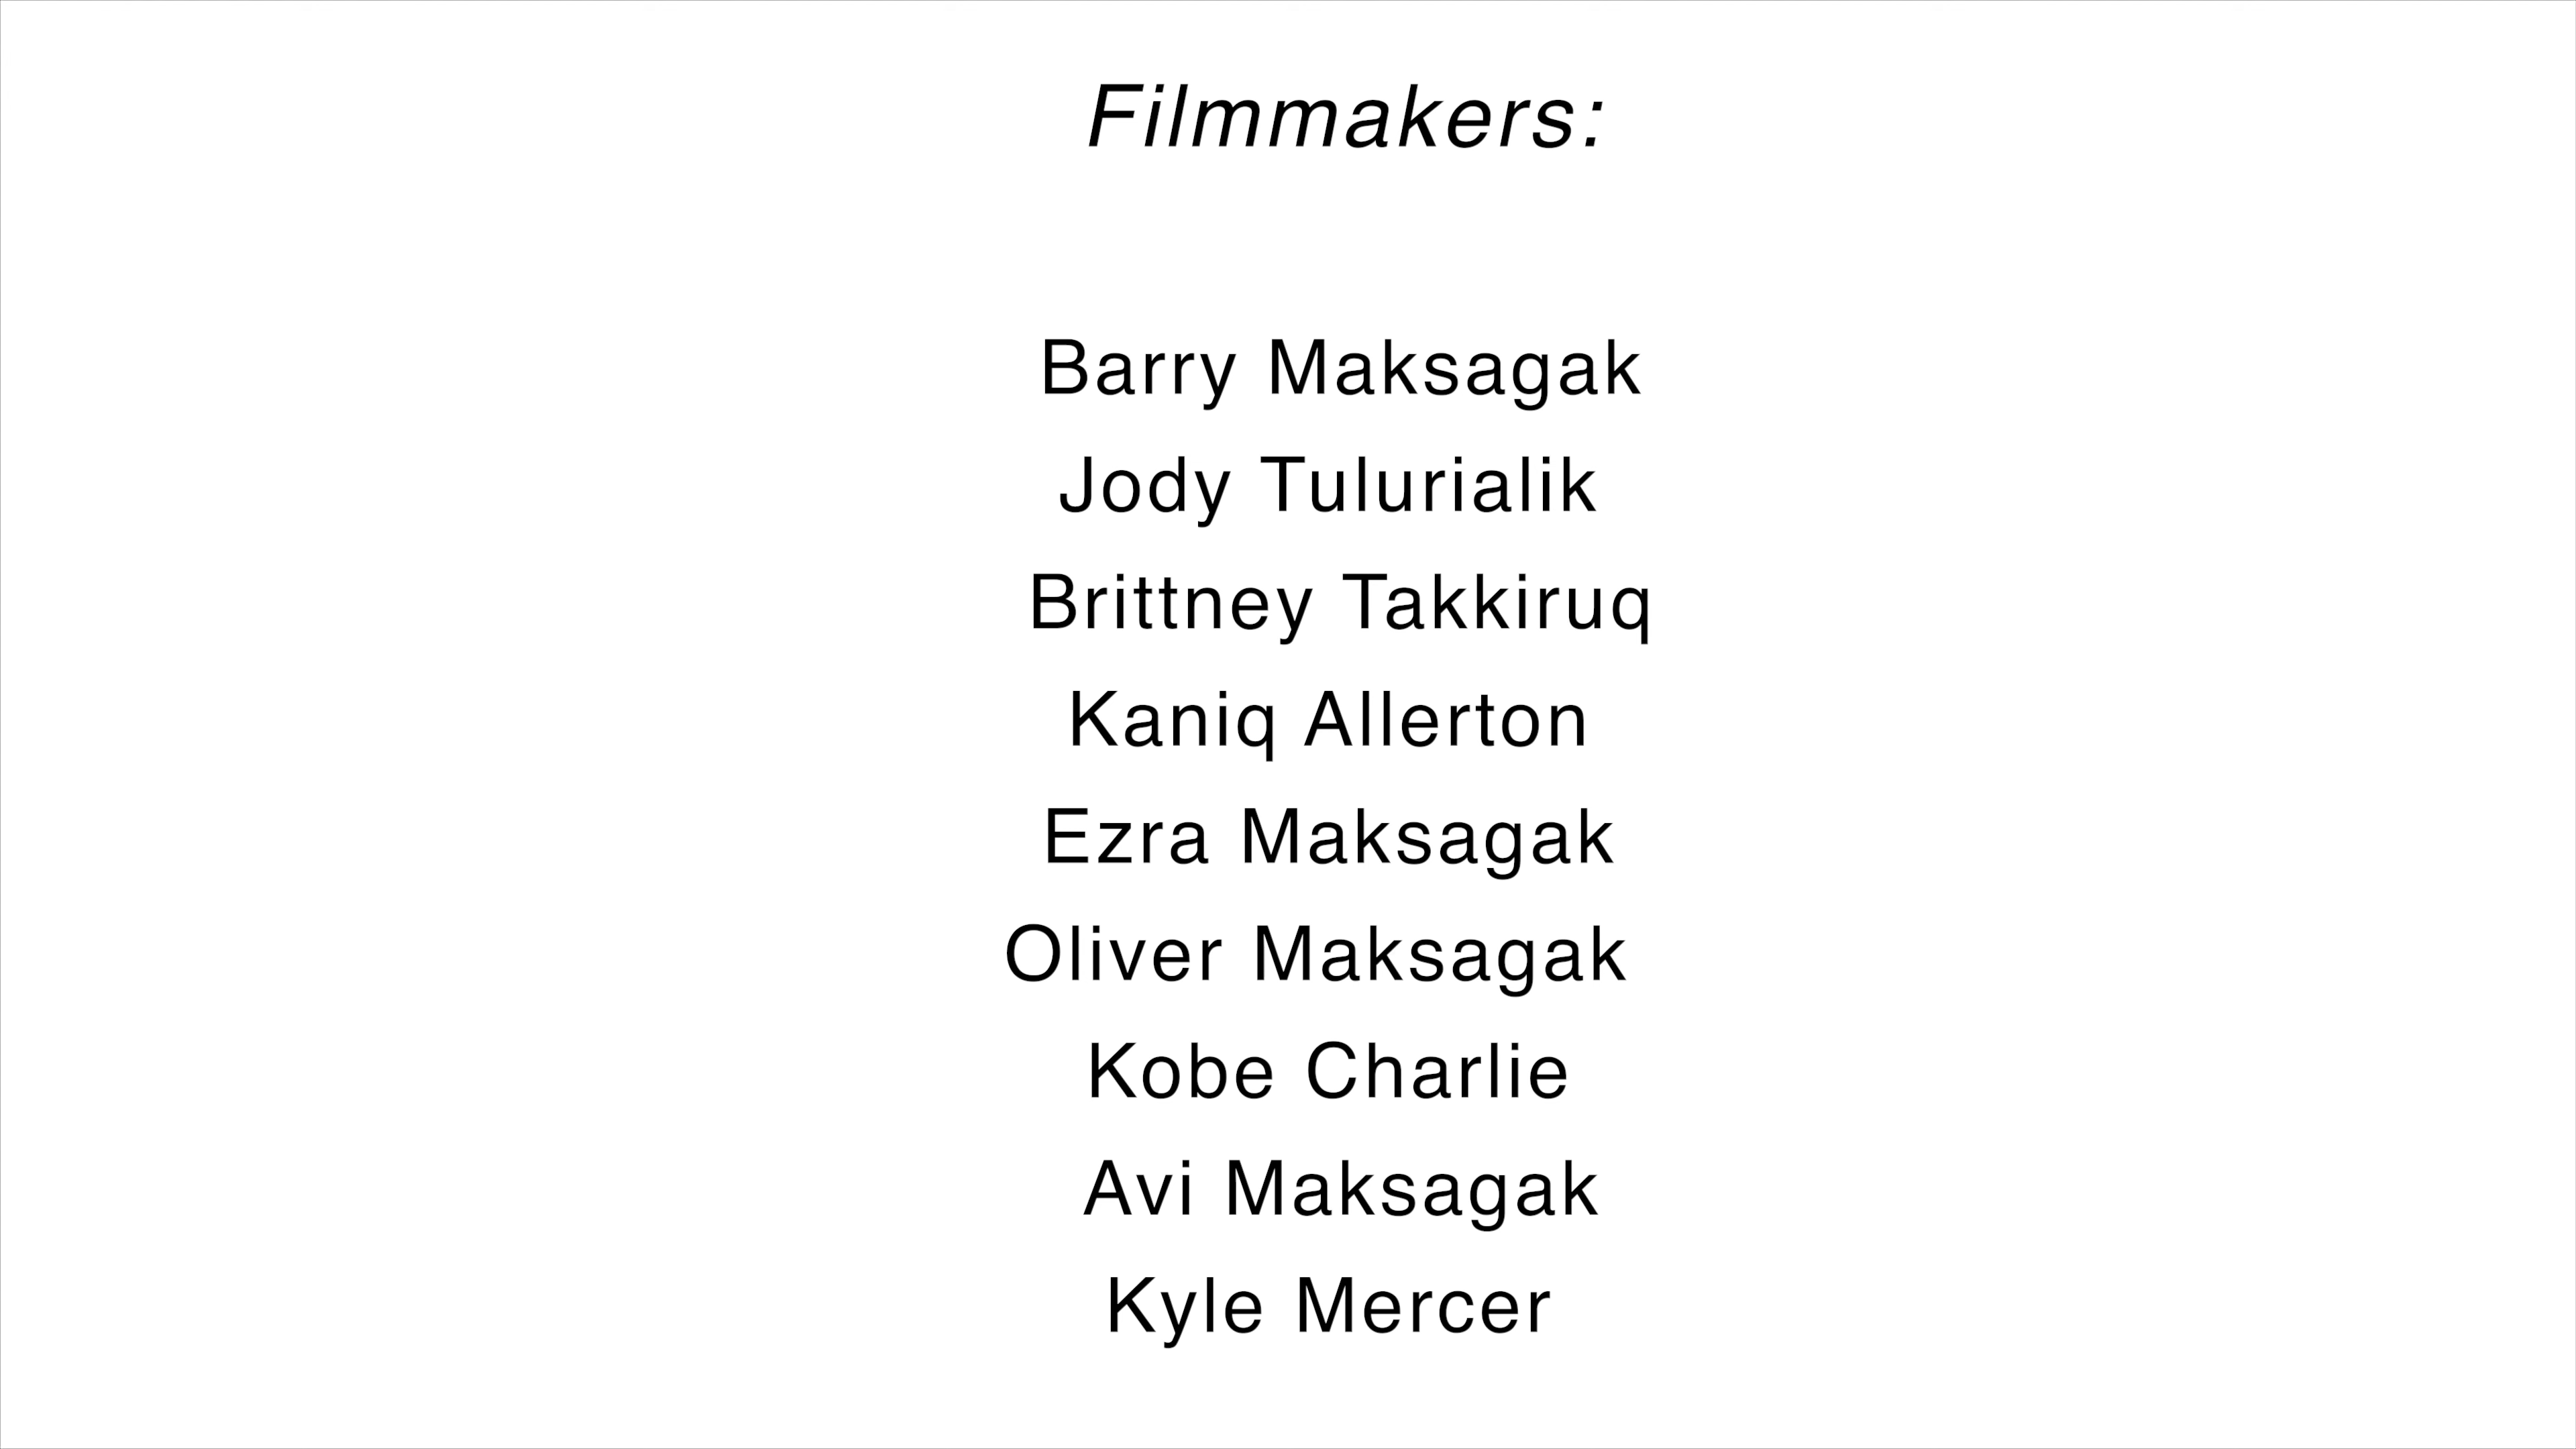 Filmmakers:
Barry Maksagak
Jody Tulurialik
Brittney Takkiruq
Kaniq Allerton
Ezra Maksagak
Oliver Maksagak
Kobe Charlie
Avi Maksagak
Kyle Mercer